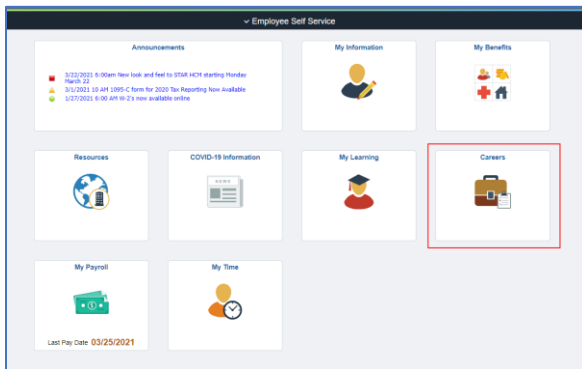 Employee Self Service
Announcements
3/22/2021 6:00am New look and feel to STAR HCM starting Monday
March 22
3/1/2021 10 AM 1095-C form for 2020 Tax Reporting Now Available
1/27/2021 6:00 AM W-2's now available online
My Information
My Benefits
Resources
COVID-19 Information
NEWS
My Learning
Careers
My Payroll
Last Pay Date 03/25/2021
My Time